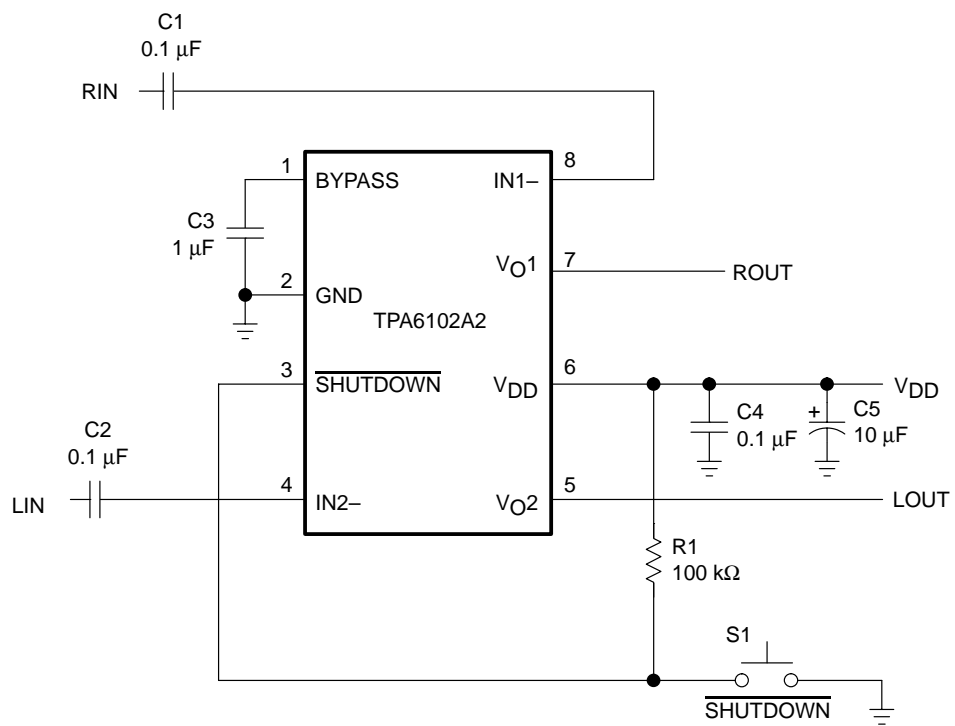 C1
0.1 μF
RIN
1
BYPASS
8
IN1–
C3
1 μF
2
GND
VO1
7
ROUT
TPA6102A2
3
SHUTDOWN
VDD
6
VDD
C4
0.1 μF
+
C5
10 μF
C2
0.1 μF
LIN
4
IN2–
VO2
5
LOUT
R1
100 kΩ
S1
SHUTDOWN